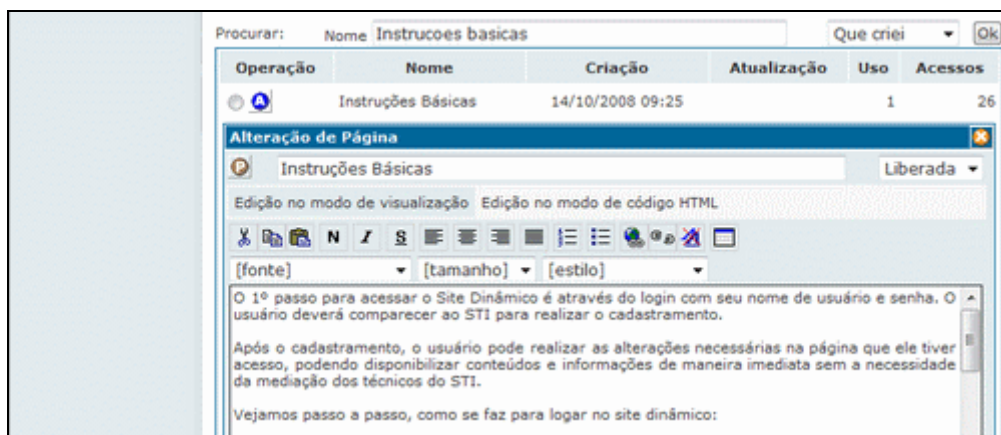 Procurar: Nome Instrucoes basicas Que criei Ok
Operação Nome Criação Atualização Uso Acessos
A Instruções Básicas 14/10/2008 09:25 1 26
Alteração de Página
P Instruções Básicas Liberada
Edição no modo de visualização Edição no modo de código HTML
N I S
[fonte] [tamanho] [estilo]
O 1º passo para acessar o Site Dinâmico é através do login com seu nome de usuário e senha. O
usuário deverá comparecer ao STI para realizar o cadastramento.
Após o cadastramento, o usuário pode realizar as alterações necessárias na página que ele tiver
acesso, podendo disponibilizar conteúdos e informações de maneira imediata sem a necessidade
da mediação dos técnicos do STI.
Vejamos passo a passo, como se faz para logar no site dinâmico: